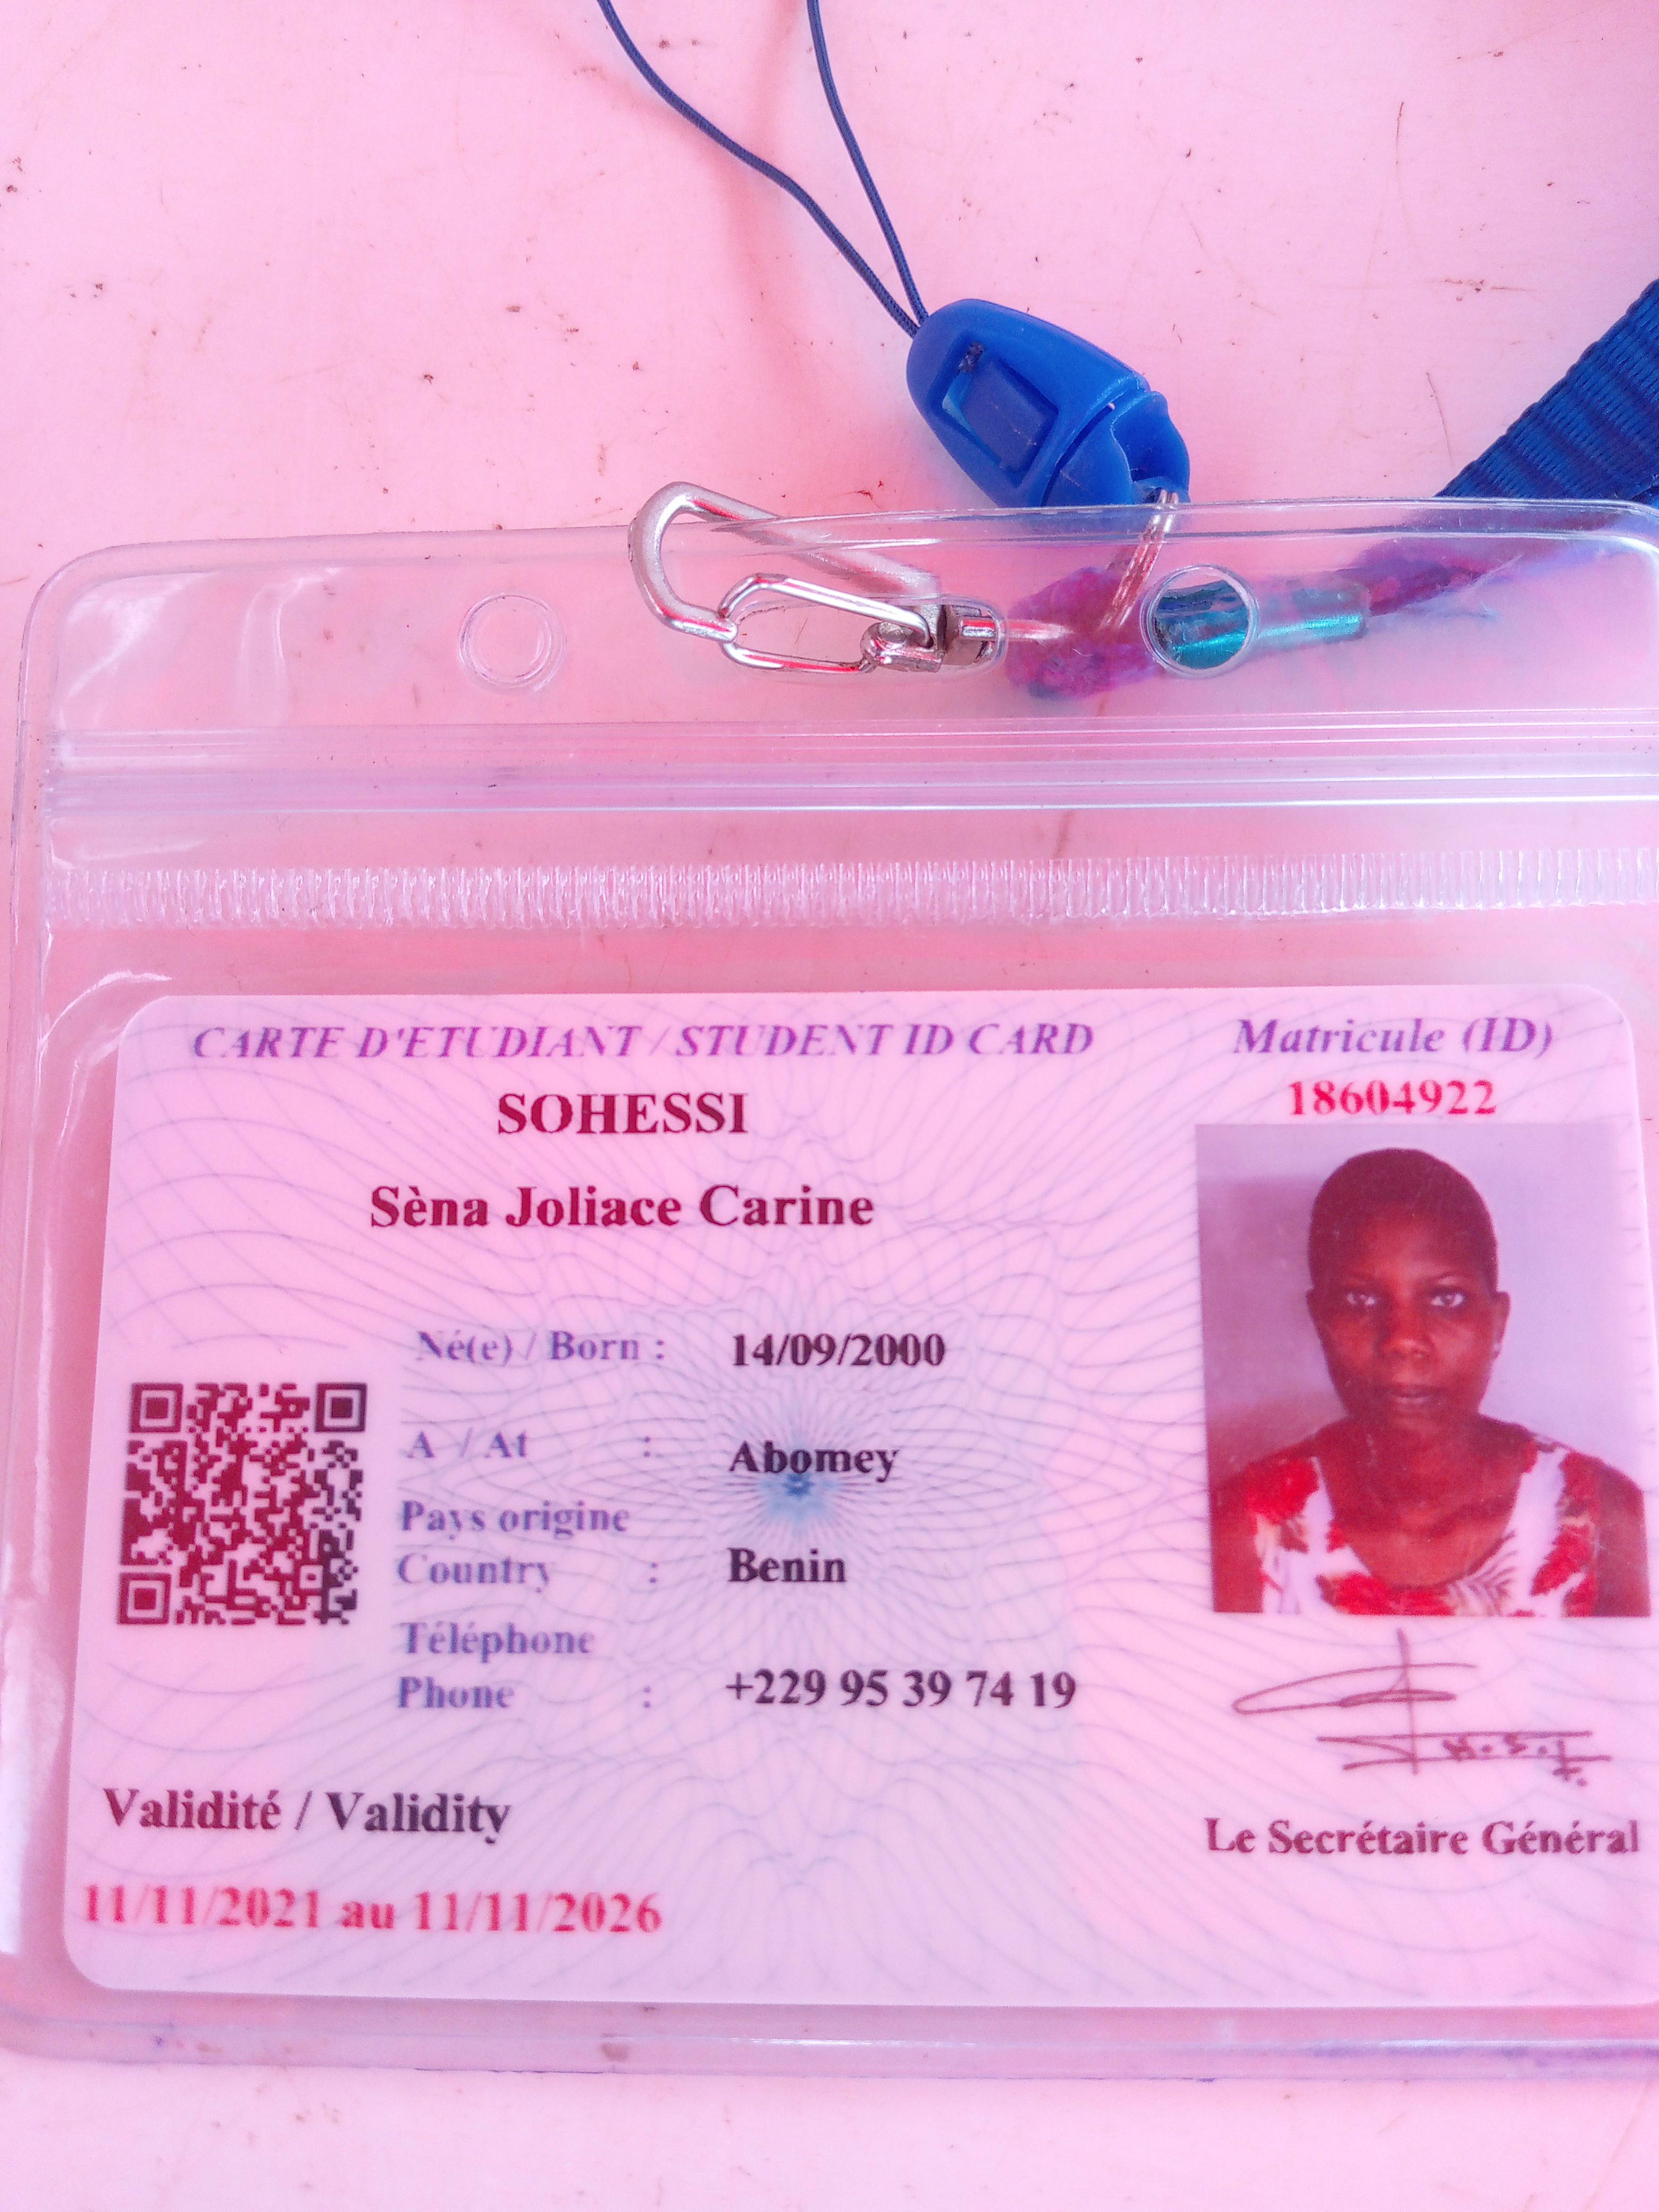 CARTE D'ETUDIANT / STUDENT ID CARD
Matricule (ID)
18604922
SOHESSI
Sèna Joliace Carine
Né(e) / Born : 14/09/2000
A / At : Abomey
Pays origine
Country : Benin
Téléphone
Phone : +229 95 39 74 19
Validité / Validity
11/11/2021 au 11/11/2026
Le Secrétaire Général